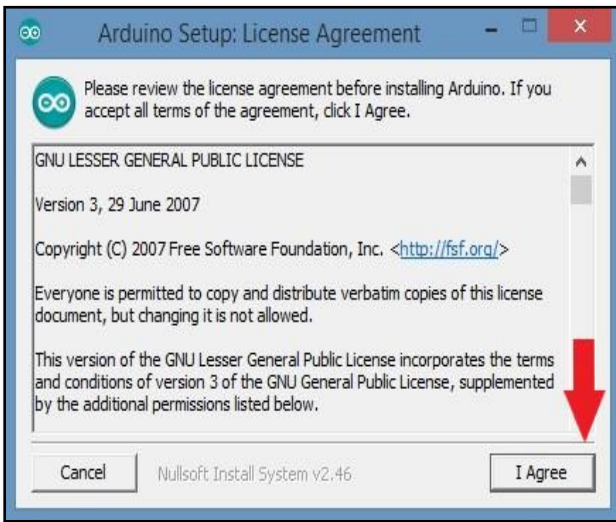 Arduino Setup: License Agreement
Please review the license agreement before installing Arduino. If you
accept all terms of the agreement, click I Agree.
GNU LESSER GENERAL PUBLIC LICENSE
Version 3, 29 June 2007
Copyright (C) 2007 Free Software Foundation, Inc. <http://fsf.org/>
Everyone is permitted to copy and distribute verbatim copies of this license
document, but changing it is not allowed.
This version of the GNU Lesser General Public License incorporates the terms
and conditions of version 3 of the GNU General Public License, supplemented
by the additional permissions listed below.
Cancel
Nullsoft Install System v2.46
I Agree